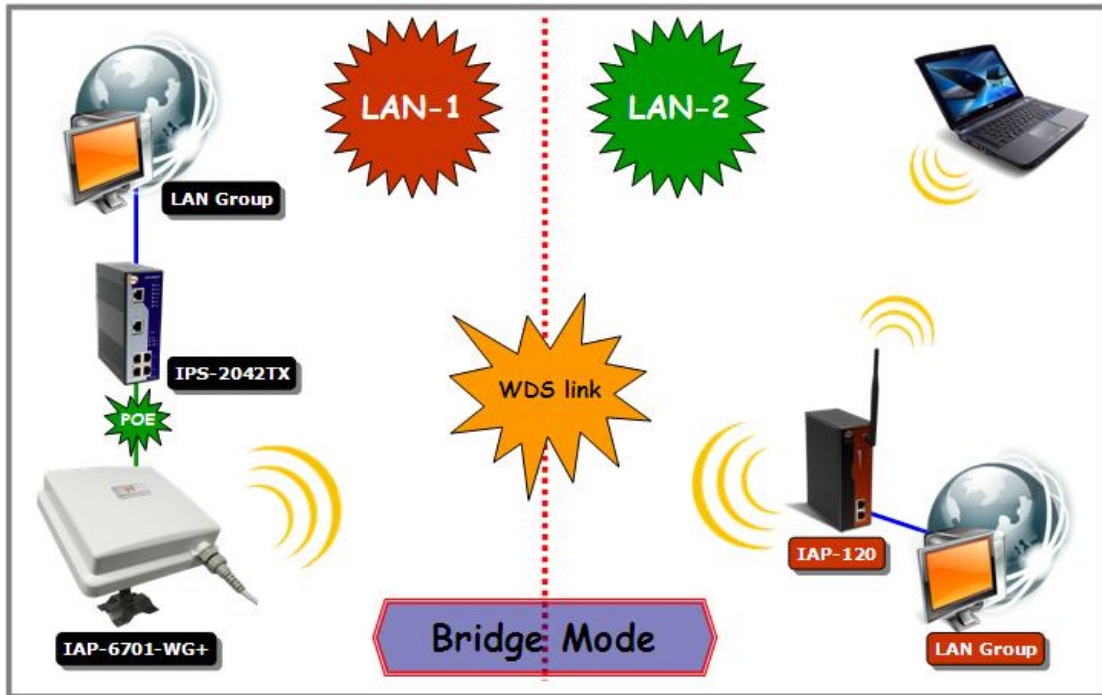 LAN-1
LAN-2
LAN Group
IPS-2042TX
POE
WDS link
IAP-120
IAP-6701-WG+
Bridge Mode
LAN Group